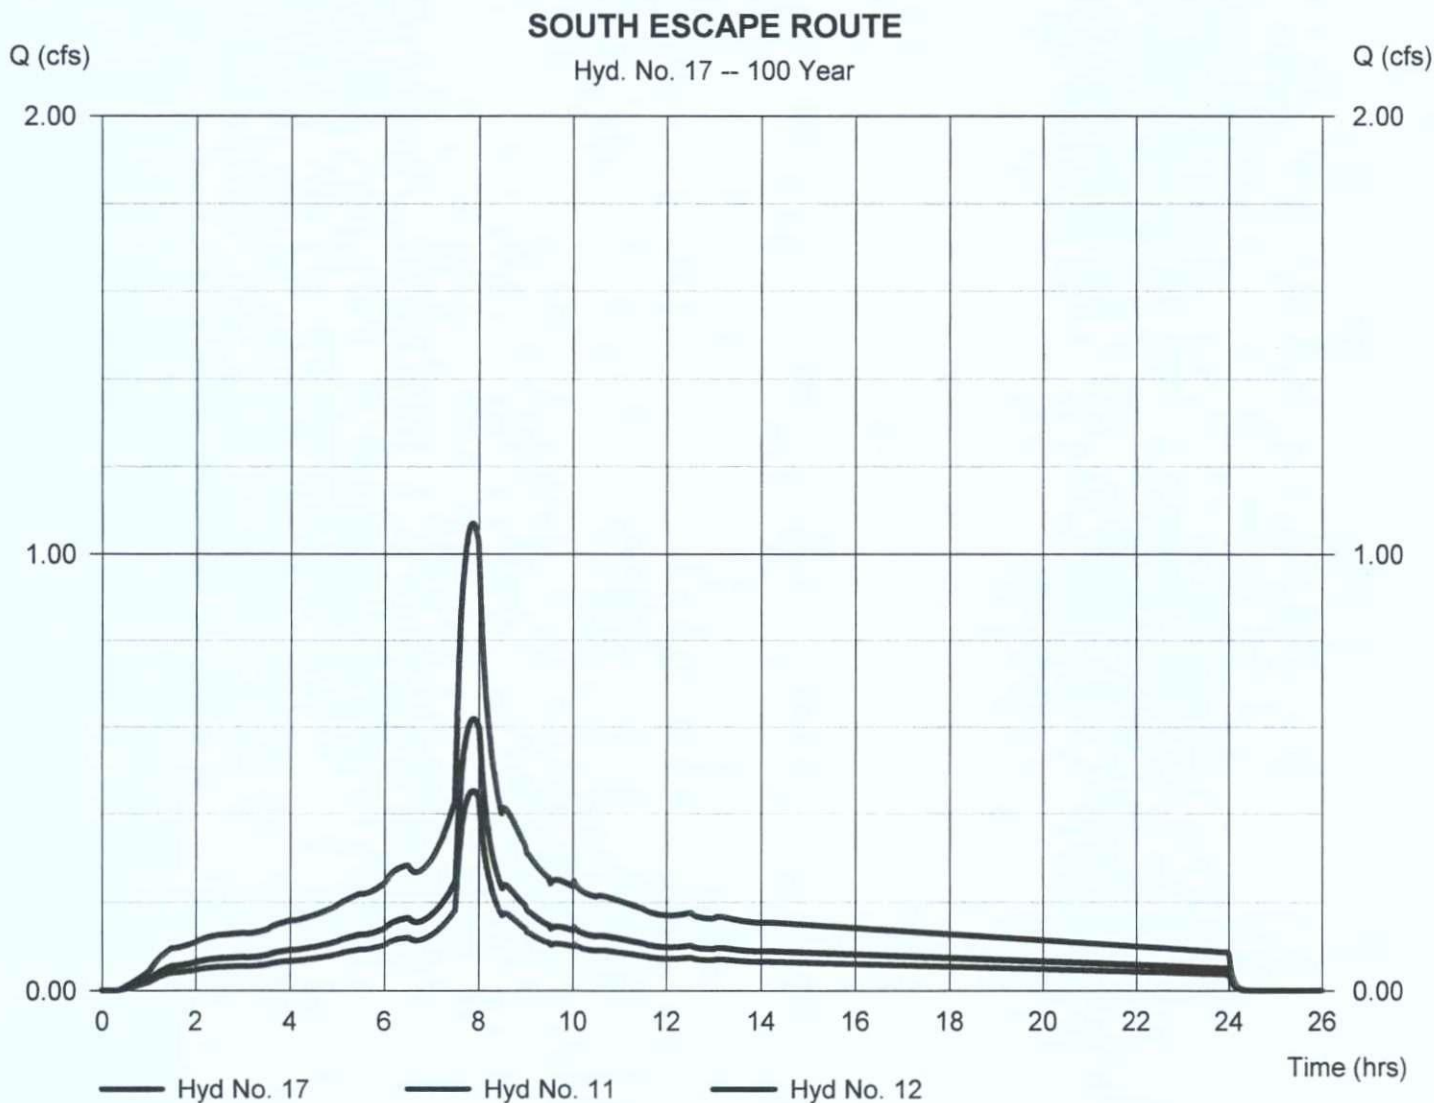 SOUTH ESCAPE ROUTE
Q (cfs)
Hyd. No. 17 -- 100 Year
Q (cfs)
2.00
2.00
1.00
1.00
0.00
0.00
0 2 4 6 8 10 12 14 16 18 20 22 24 26
Time (hrs)
Hyd No. 17 Hyd No. 11 Hyd No. 12